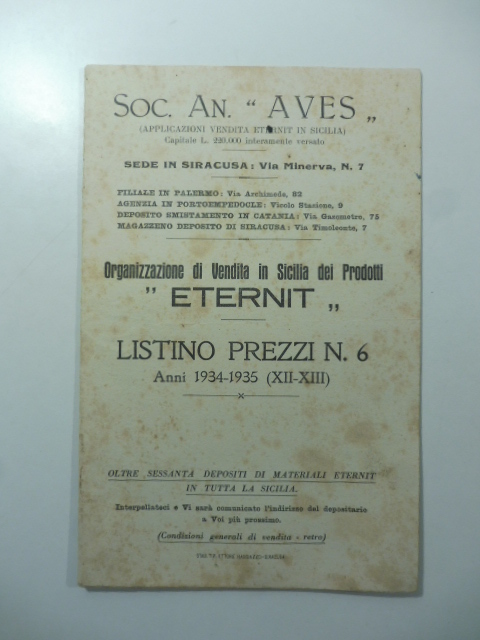 SOC. AN. “ AVES „
(APPLICAZIONI VENDITA ETERNIT IN SICILIA)
Capitale L. 220.000 interamente versato
SEDE IN SIRACUSA: Via Minerva, N. 7
FILIALE IN PALERMO: Via Archimede, 82
AGENZIA IN PORTOEMPEDOCLE: Vicolo Stazione, 9
DEPOSITO SMISTAMENTO IN CATANIA: Via Gasometro, 75
MAGAZZENO DEPOSITO DI SIRACUSA: Via Timoleonte, 7
Organizzazione di Vendita in Sicilia dei Prodotti
" ETERNIT „
LISTINO PREZZI N. 6
Anni 1934-1935 (XII-XIII)
OLTRE SESSANTA DEPOSITI DI MATERIALI ETERNIT
IN TUTTA LA SICILIA.
Interpellateci e Vi sarà comunicato l'indirizzo del depositario
a Voi più prossimo.
(Condizioni generali di vendita - retro)